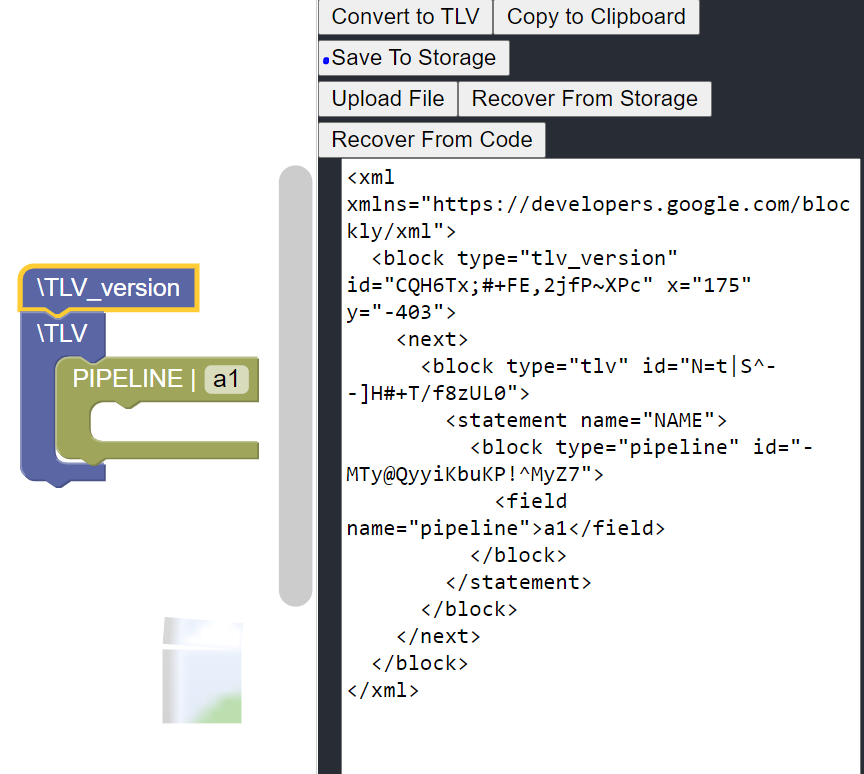 Convert to TLV Copy to Clipboard
Save To Storage
Upload File Recover From Storage
Recover From Code
\TLV_version
\TLV
PIPELINE | a1
<xml
xmlns="https://developers.google.com/bloc
kly/xml">
  <block type="tlv_version"
id="CQH6Tx;#+FE,2jfP~XPc" x="175"
y="-403">
    <next>
      <block type="tlv" id="N=t|S^-
-]H#+T/f8zUL0">
        <statement name="NAME">
          <block type="pipeline" id="-
MTy@QyyiKbuKP!^MyZ7">
            <field
name="pipeline">a1</field>
          </block>
        </statement>
      </block>
    </next>
  </block>
</xml>